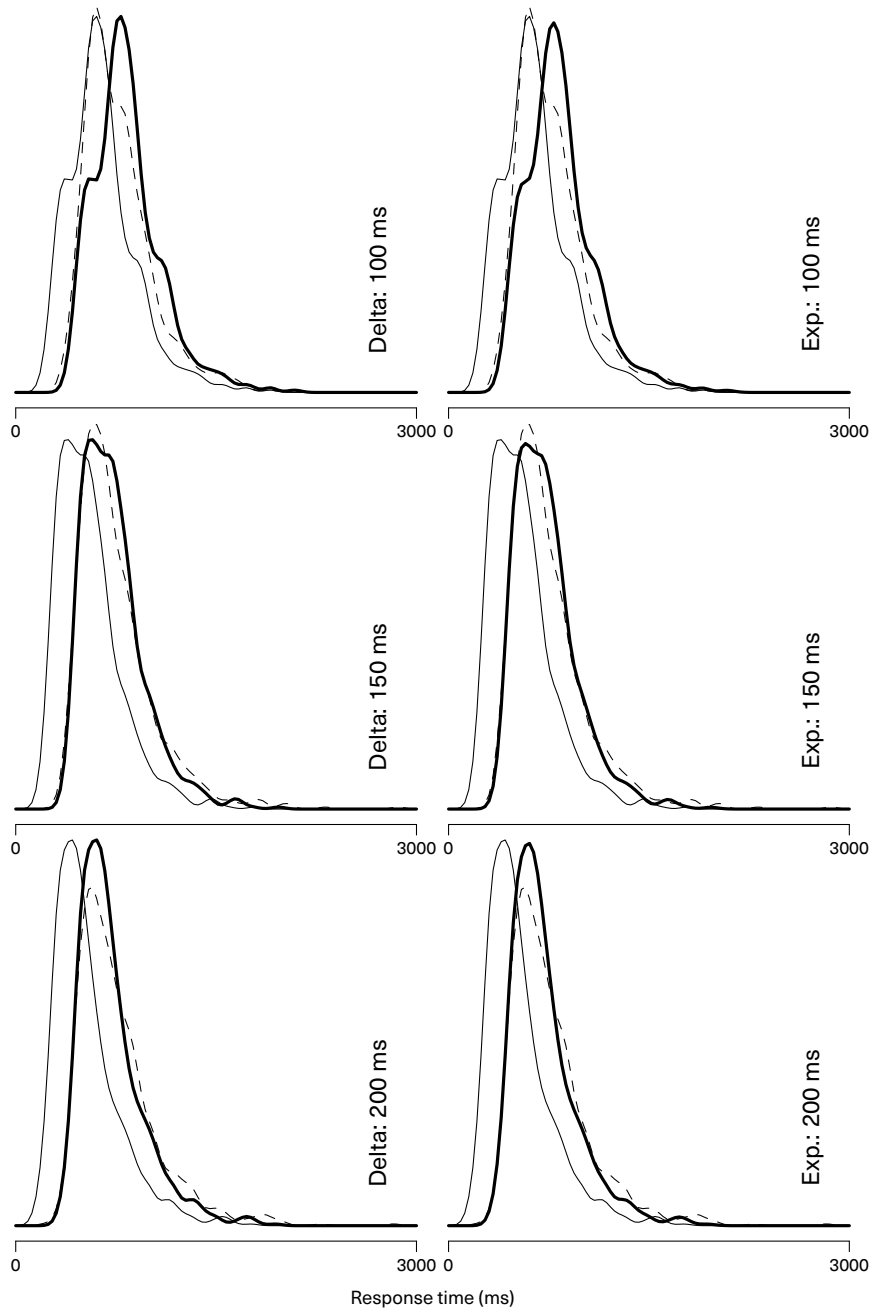 Delta: 100 ms
Exp.: 100 ms
0 3000 0 3000
Delta: 150 ms
Exp.: 150 ms
0 3000 0 3000
Delta: 200 ms
Exp.: 200 ms
0 3000 0 3000
Response time (ms)